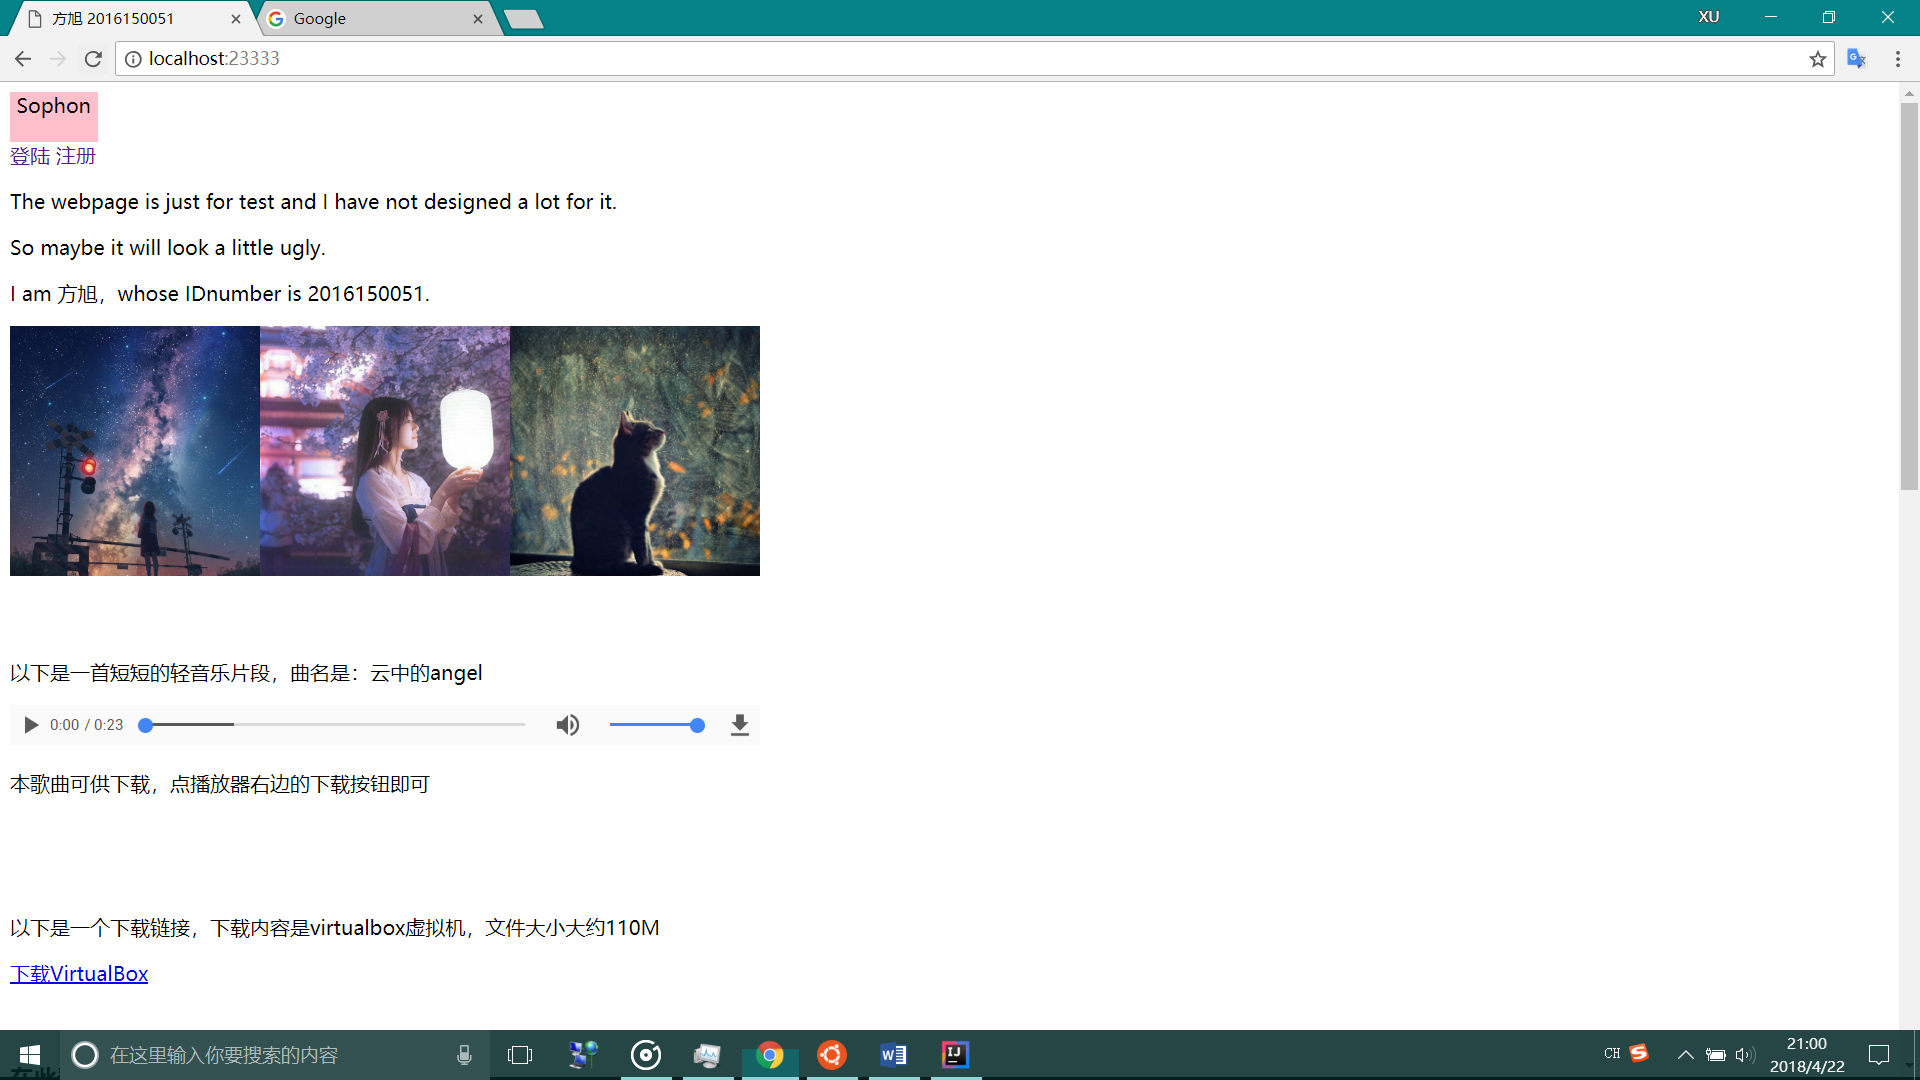 方旭 2016150051
Google
XU
localhost:23333
Sophon
登陆 注册
The webpage is just for test and I have not designed a lot for it.
So maybe it will look a little ugly.
I am 方旭，whose IDnumber is 2016150051.
以下是一首短短的轻音乐片段，曲名是：云中的angel
0:00 / 0:23
本歌曲可供下载，点播放器右边的下载按钮即可
以下是一个下载链接，下载内容是virtualbox虚拟机，文件大小大约110M
下载VirtualBox
在这里输入你要搜索的内容
CH
21:00
2018/4/22